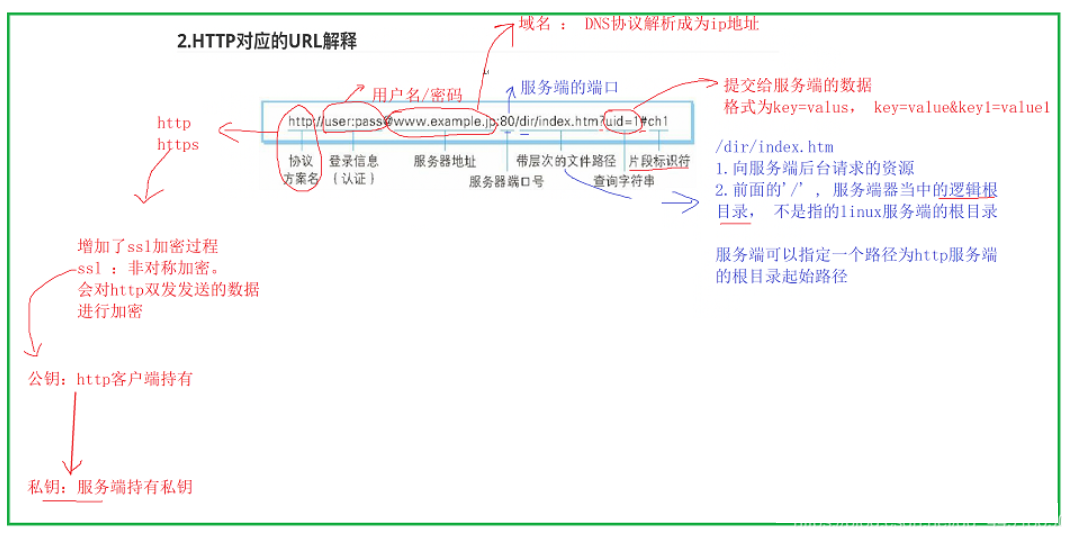 域名 ： DNS协议解析成为ip地址
2.HTTP对应的URL解释
用户名/密码
服务端的端口
提交给服务端的数据
格式为key=valus， key=value&key1=value1
http://user:pass@www.example.jp:80/dir/index.htm?uid=1#ch1
http
https
协议
方案名
登录信息
（认证）
服务器地址
服务器端口号
带层次的文件路径
查询字符串
片段标识符
/dir/index.htm
1.向服务端后台请求的资源
2.前面的'/' , 服务端器当中的逻辑根
目录， 不是指的linux服务端的根目录
服务端可以指定一个路径为http服务端
的根目录起始路径
增加了ssl加密过程
ssl ：非对称加密。
会对http双发发送的数据
进行加密
公钥：http客户端持有
私钥：服务端持有私钥